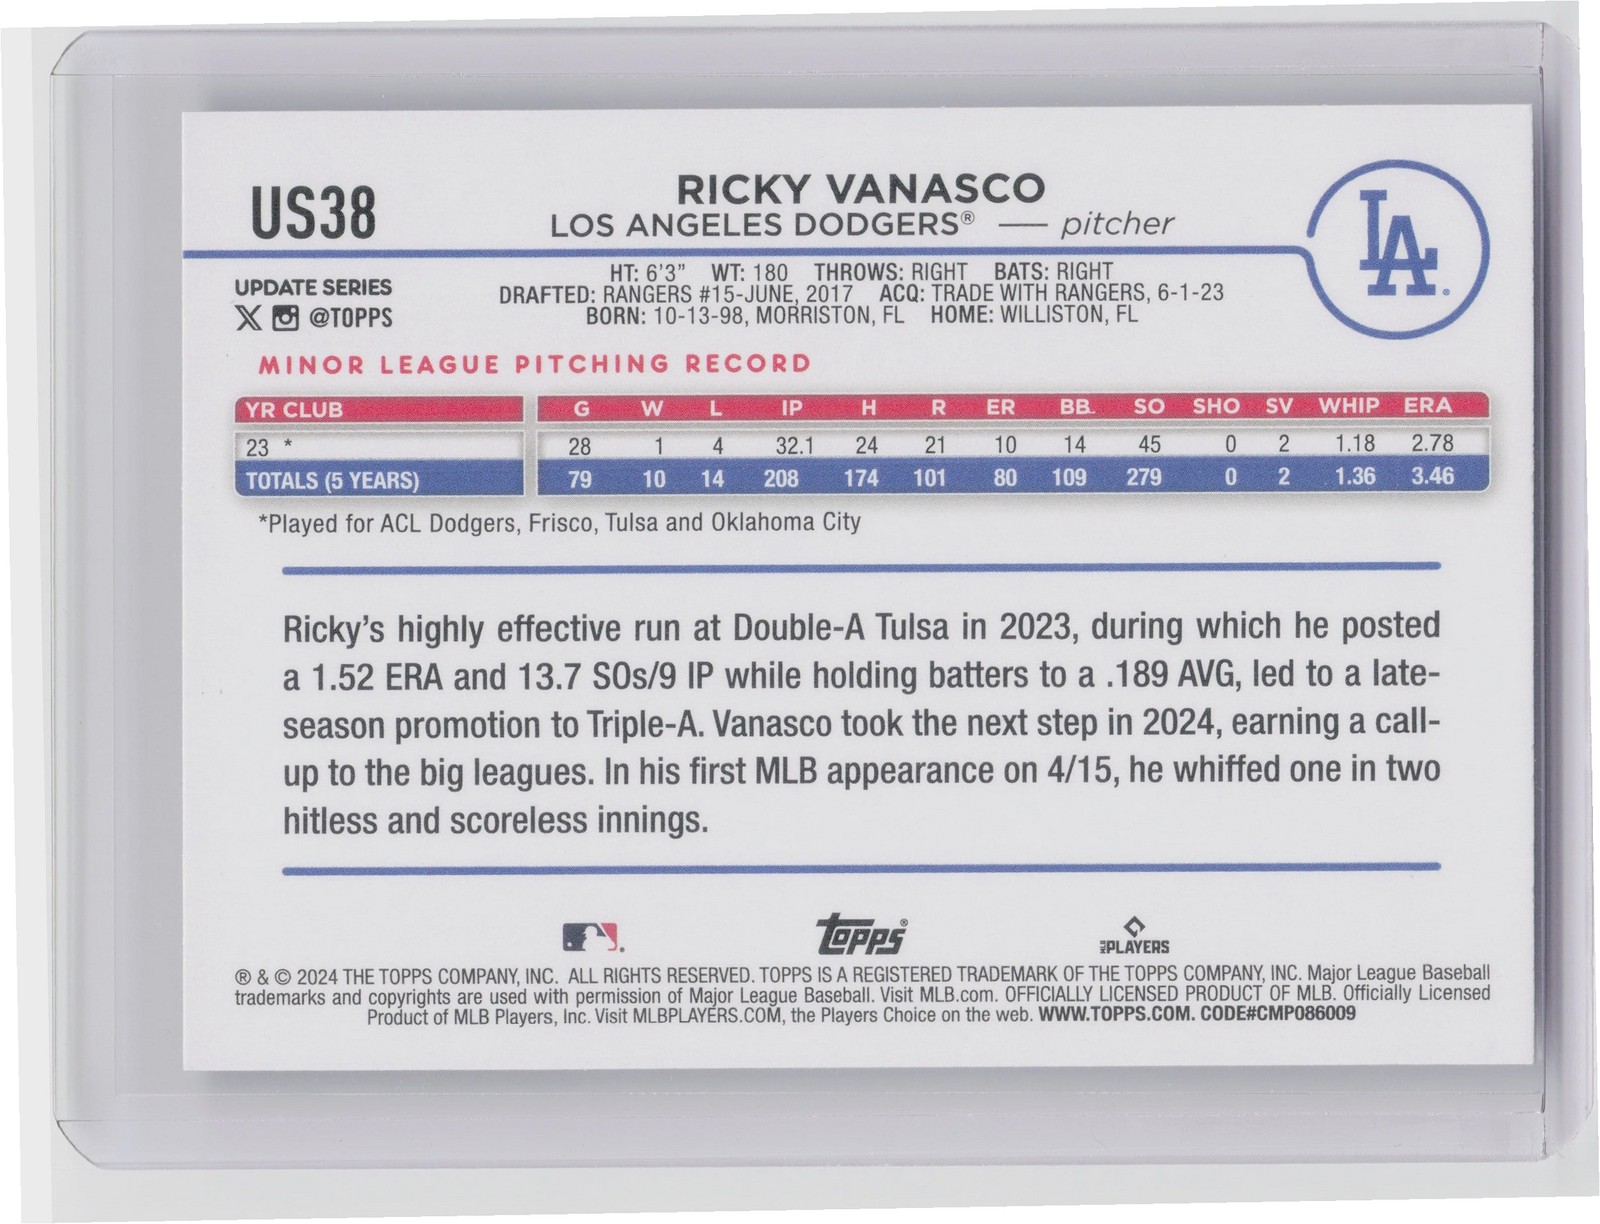 US38
RICKY VANASCO
LOS ANGELES DODGERS® — pitcher
LA
UPDATE SERIES
@TOPPS
HT: 6'3" WT: 180 THROWS: RIGHT BATS: RIGHT
DRAFTED: RANGERS #15-JUNE, 2017 ACQ: TRADE WITH RANGERS, 6-1-23
BORN: 10-13-98, MORRISTON, FL HOME: WILLISTON, FL
MINOR LEAGUE PITCHING RECORD
YR CLUB G W L IP H R ER BB SO SHO SV WHIP ERA
23 * 28 1 4 32.1 24 21 10 14 45 0 2 1.18 2.78
TOTALS (5 YEARS) 79 10 14 208 174 101 80 109 279 0 2 1.36 3.46
*Played for ACL Dodgers, Frisco, Tulsa and Oklahoma City
Ricky's highly effective run at Double-A Tulsa in 2023, during which he posted
a 1.52 ERA and 13.7 SOs/9 IP while holding batters to a .189 AVG, led to a late-
season promotion to Triple-A. Vanasco took the next step in 2024, earning a call-
up to the big leagues. In his first MLB appearance on 4/15, he whiffed one in two
hitless and scoreless innings.
topps®
MLB PLAYERS
® & © 2024 THE TOPPS COMPANY, INC. ALL RIGHTS RESERVED. TOPPS IS A REGISTERED TRADEMARK OF THE TOPPS COMPANY, INC. Major League Baseball
trademarks and copyrights are used with permission of Major League Baseball. Visit MLB.com. OFFICIALLY LICENSED PRODUCT OF MLB. Officially Licensed
Product of MLB Players, Inc. Visit MLBPLAYERS.COM, the Players Choice on the web. WWW.TOPPS.COM. CODE#CMP086009